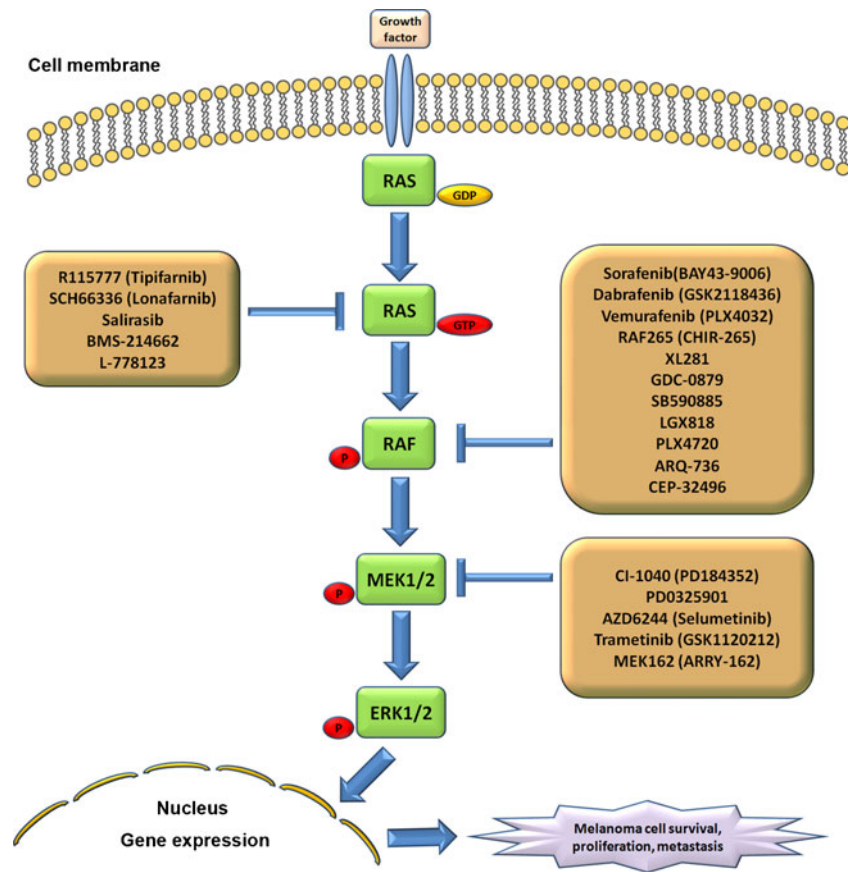 Growth
factor
Cell membrane
RAS
GDP
R115777 (Tipifarnib)
SCH66336 (Lonafarnib)
Salirasib
BMS-214662
L-778123
RAS
GTP
Sorafenib(BAY43-9006)
Dabrafenib (GSK2118436)
Vemurafenib (PLX4032)
RAF265 (CHIR-265)
XL281
GDC-0879
SB590885
LGX818
PLX4720
ARQ-736
CEP-32496
RAF
P
MEK1/2
P
CI-1040 (PD184352)
PD0325901
AZD6244 (Selumetinib)
Trametinib (GSK1120212)
MEK162 (ARRY-162)
ERK1/2
P
Nucleus
Gene expression
Melanoma cell survival,
proliferation, metastasis